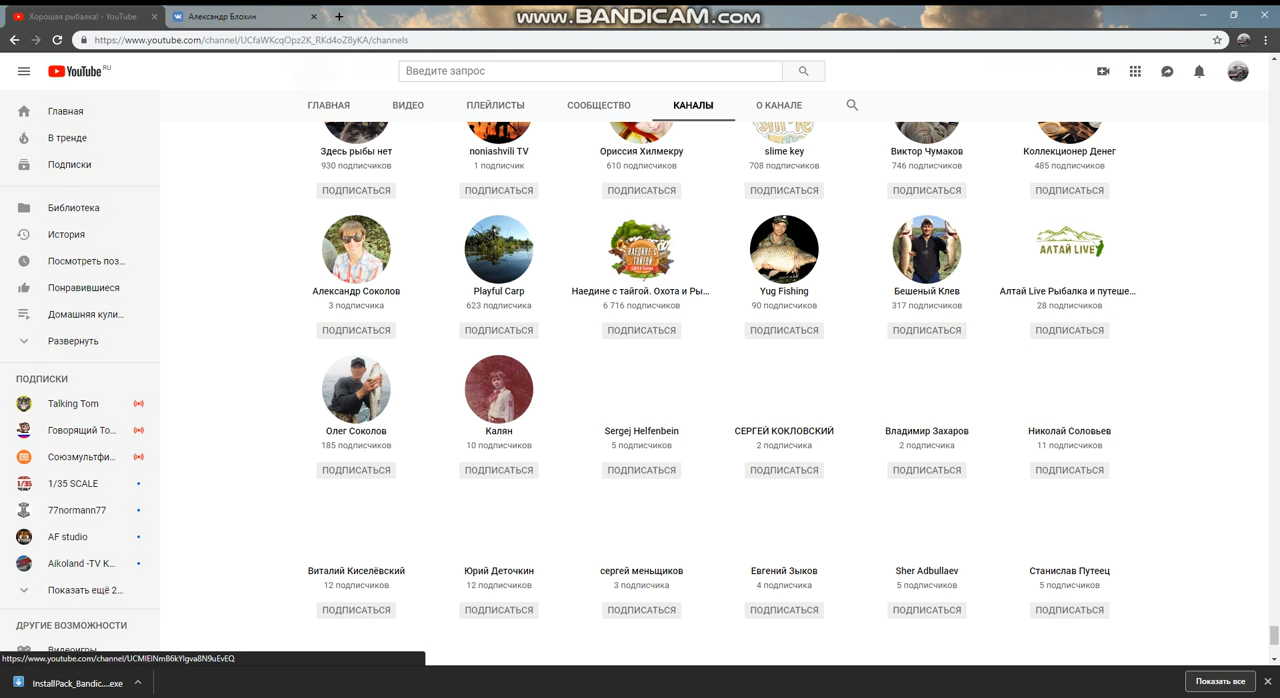 Хорошая рыбалка! - YouTube
Александр Блохин
www.BANDICAM.com
https://www.youtube.com/channel/UCfaWKcqOpz2K_RKd4oZ8yKA/channels
YouTube RU
Введите запрос
ГЛАВНАЯ ВИДЕО ПЛЕЙЛИСТЫ СООБЩЕСТВО КАНАЛЫ О КАНАЛЕ
Главная
В тренде
Подписки
Библиотека
История
Посмотреть поз...
Понравившиеся
Домашняя кули...
Развернуть
ПОДПИСКИ
Talking Tom
Говорящий То...
Союзмультфи...
1/35 SCALE
77normann77
AF studio
Aikoland -TV К...
Показать ещё 2...
ДРУГИЕ ВОЗМОЖНОСТИ
Видеоигры
Здесь рыбы нет noniashvili TV Ориссия Хилмекру slime key Виктор Чумаков Коллекционер Денег
930 подписчиков 1 подписчик 610 подписчиков 708 подписчиков 746 подписчиков 485 подписчиков
ПОДПИСАТЬСЯ ПОДПИСАТЬСЯ ПОДПИСАТЬСЯ ПОДПИСАТЬСЯ ПОДПИСАТЬСЯ ПОДПИСАТЬСЯ
НАЕДИНЕ С
ТАЙГОЙ
АЛТАЙ LIVE
Александр Соколов Playful Carp Наедине с тайгой. Охота и Ры... Yug Fishing Бешеный Клев Алтай Live Рыбалка и путеше...
3 подписчика 623 подписчика 6 716 подписчиков 90 подписчиков 317 подписчиков 28 подписчиков
ПОДПИСАТЬСЯ ПОДПИСАТЬСЯ ПОДПИСАТЬСЯ ПОДПИСАТЬСЯ ПОДПИСАТЬСЯ ПОДПИСАТЬСЯ
Олег Соколов Калян Sergej Helfenbein СЕРГЕЙ КОКЛОВСКИЙ Владимир Захаров Николай Соловьев
185 подписчиков 10 подписчиков 5 подписчиков 2 подписчика 2 подписчика 11 подписчиков
ПОДПИСАТЬСЯ ПОДПИСАТЬСЯ ПОДПИСАТЬСЯ ПОДПИСАТЬСЯ ПОДПИСАТЬСЯ ПОДПИСАТЬСЯ
Виталий Киселёвский Юрий Деточкин сергей меньщиков Евгений Зыков Sher Adbullaev Станислав Путеец
12 подписчиков 12 подписчиков 3 подписчика 4 подписчика 5 подписчиков 5 подписчиков
ПОДПИСАТЬСЯ ПОДПИСАТЬСЯ ПОДПИСАТЬСЯ ПОДПИСАТЬСЯ ПОДПИСАТЬСЯ ПОДПИСАТЬСЯ
https://www.youtube.com/channel/UCMIElNmB6kYIgva8N9uEvEQ
InstallPack_Bandic....exe
Показать все